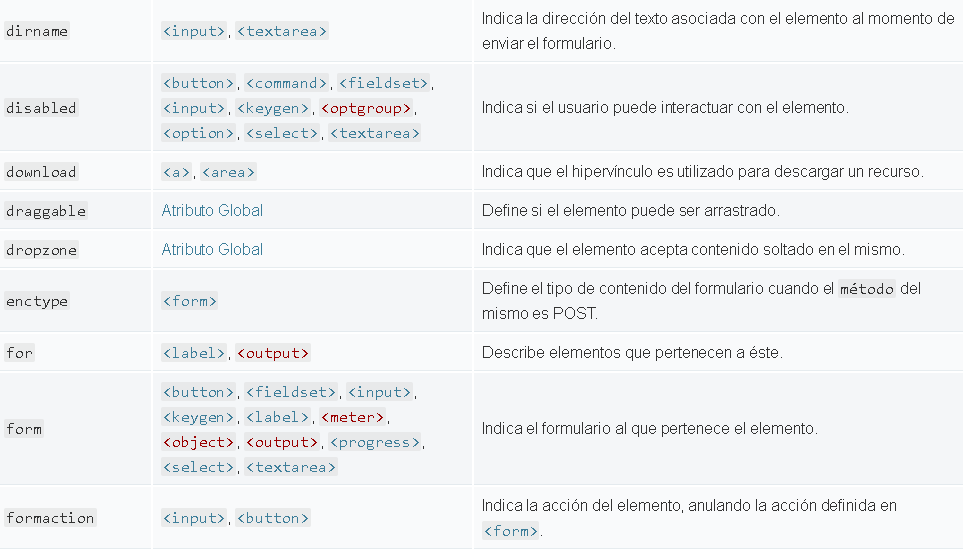 dirname <input>, <textarea> Indica la dirección del texto asociada con el elemento al momento de
enviar el formulario.
disabled <button>, <command>, <fieldset>,
<input>, <keygen>, <optgroup>,
<option>, <select>, <textarea> Indica si el usuario puede interactuar con el elemento.
download <a>, <area> Indica que el hipervínculo es utilizado para descargar un recurso.
draggable Atributo Global Define si el elemento puede ser arrastrado.
dropzone Atributo Global Indica que el elemento acepta contenido soltado en el mismo.
enctype <form> Define el tipo de contenido del formulario cuando el método del
mismo es POST.
for <label>, <output> Describe elementos que pertenecen a éste.
form <button>, <fieldset>, <input>,
<keygen>, <label>, <meter>,
<object>, <output>, <progress>,
<select>, <textarea> Indica el formulario al que pertenece el elemento.
formaction <input>, <button> Indica la acción del elemento, anulando la acción definida en
<form>.